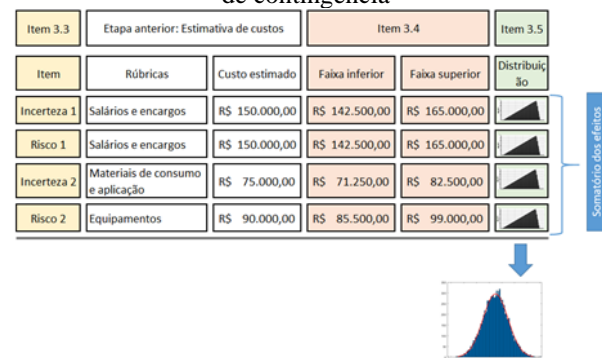 de contingência
Item 3.3
Etapa anterior: Estimativa de custos
Item 3.4
Item 3.5
Item
Rúbricas
Custo estimado
Faixa inferior
Faixa superior
Distribuiç
ão
Incerteza 1
Salários e encargos
R$ 150.000,00
R$ 142.500,00
R$ 165.000,00
Risco 1
Salários e encargos
R$ 150.000,00
R$ 142.500,00
R$ 165.000,00
Incerteza 2
Materiais de consumo
e aplicação
R$ 75.000,00
R$ 71.250,00
R$ 82.500,00
Risco 2
Equipamentos
R$ 90.000,00
R$ 85.500,00
R$ 99.000,00
Somatório dos efeitos